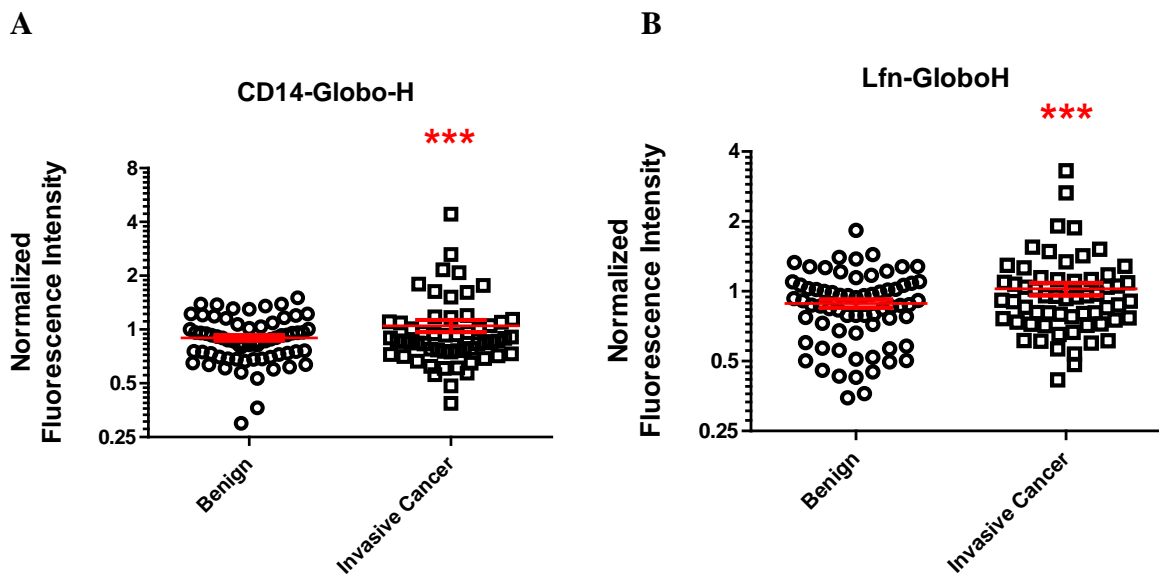 A
CD14-Globo-H
***
Normalized
Fluorescence Intensity
8
4
2
1
0.5
0.25
Benign
Invasive Cancer
B
Lfn-GloboH
***
Normalized
Fluorescence Intensity
4
2
1
0.5
0.25
Benign
Invasive Cancer